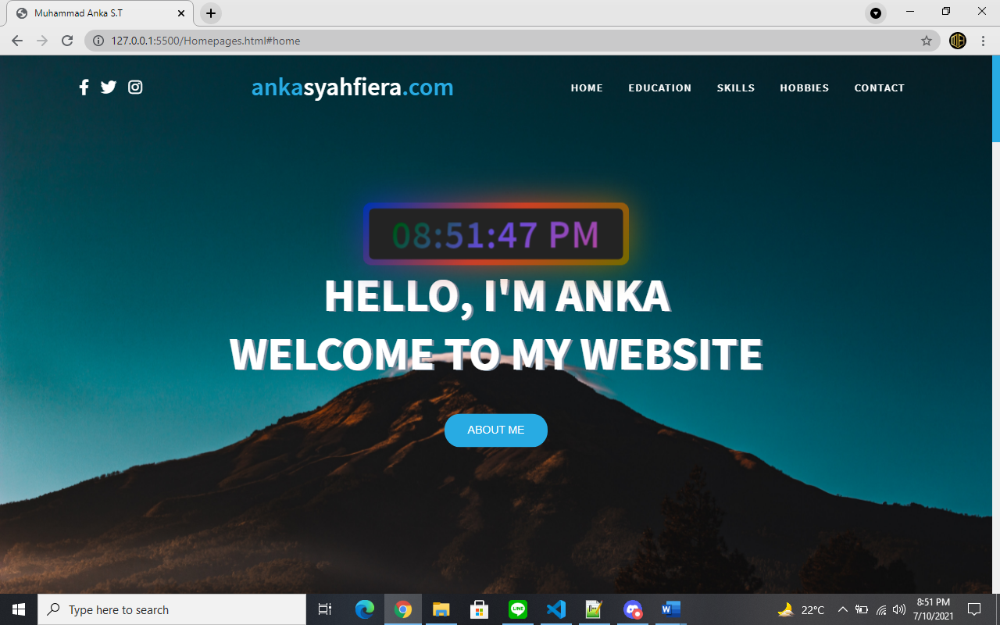 Muhammad Anka S.T
127.0.0.1:5500/Homepages.html#home
ankasyahfiera.com
HOME EDUCATION SKILLS HOBBIES CONTACT
08:51:47 PM
HELLO, I'M ANKA
WELCOME TO MY WEBSITE
ABOUT ME
Type here to search
22°C
8:51 PM
7/10/2021